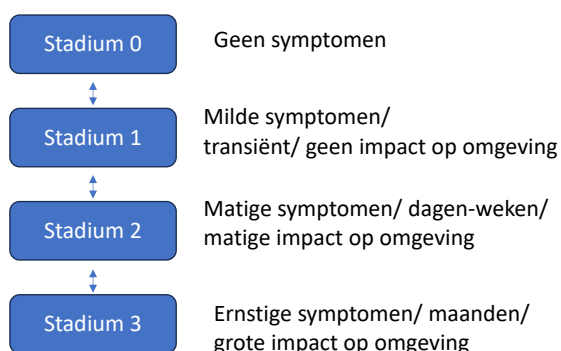 Stadium 0
Geen symptomen
Stadium 1
Milde symptomen/
transiënt/ geen impact op omgeving
Stadium 2
Matige symptomen/ dagen-weken/
matige impact op omgeving
Stadium 3
Ernstige symptomen/ maanden/
grote impact op omgeving